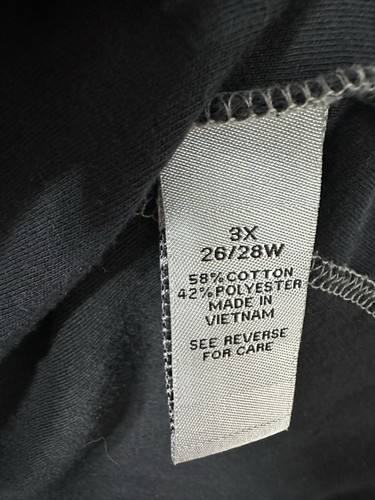 3X
26/28W
58% COTTON
42% POLYESTER
MADE IN
VIETNAM
SEE REVERSE
FOR CARE